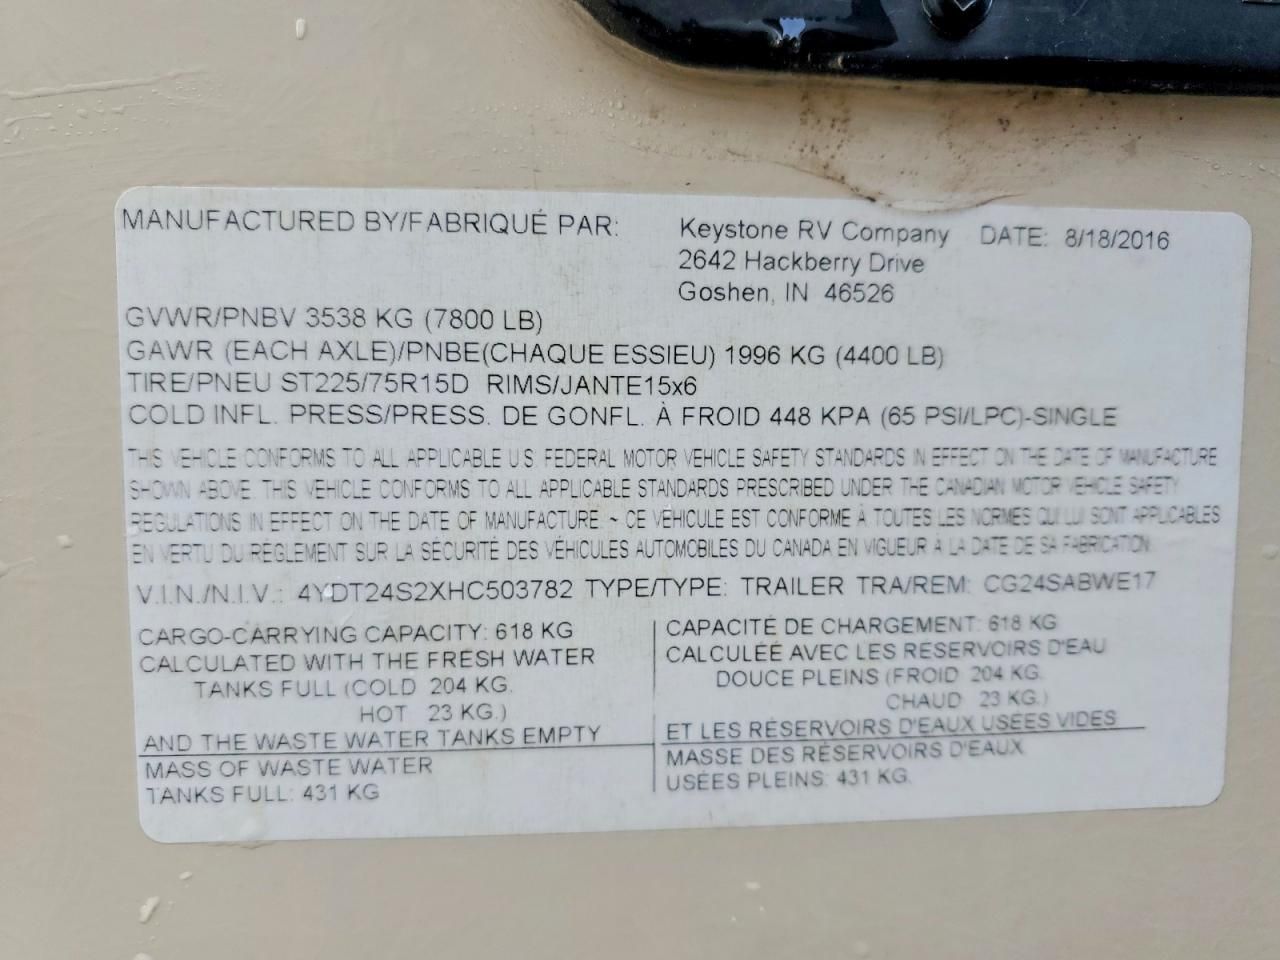 MANUFACTURED BY/FABRIQUÉ PAR: Keystone RV Company DATE: 8/18/2016
2642 Hackberry Drive
Goshen, IN 46526
GVWR/PNBV 3538 KG (7800 LB)
GAWR (EACH AXLE)/PNBE(CHAQUE ESSIEU) 1996 KG (4400 LB)
TIRE/PNEU ST225/75R15D RIMS/JANTE15x6
COLD INFL. PRESS/PRESS. DE GONFL. À FROID 448 KPA (65 PSI/LPC)-SINGLE
THIS VEHICLE CONFORMS TO ALL APPLICABLE U.S. FEDERAL MOTOR VEHICLE SAFETY STANDARDS IN EFFECT ON THE DATE OF MANUFACTURE
SHOWN ABOVE. THIS VEHICLE CONFORMS TO ALL APPLICABLE STANDARDS PRESCRIBED UNDER THE CANADIAN MOTOR VEHICLE SAFETY
REGULATIONS IN EFFECT ON THE DATE OF MANUFACTURE. ~ CE VÉHICULE EST CONFORME À TOUTES LES NORMES QUI LUI SONT APPLICABLES
EN VERTU DU RÈGLEMENT SUR LA SÉCURITÉ DES VÉHICULES AUTOMOBILES DU CANADA EN VIGUEUR À LA DATE DE SA FABRICATION
V.I.N./N.I.V.: 4YDT24S2XHC503782 TYPE/TYPE: TRAILER TRA/REM: CG24SABWE17
CARGO-CARRYING CAPACITY: 618 KG
CALCULATED WITH THE FRESH WATER
TANKS FULL (COLD 204 KG.
HOT 23 KG.)
AND THE WASTE WATER TANKS EMPTY
MASS OF WASTE WATER
TANKS FULL: 431 KG
CAPACITÉ DE CHARGEMENT: 618 KG
CALCULÉE AVEC LES RÉSERVOIRS D'EAU
DOUCE PLEINS (FROID 204 KG.
CHAUD 23 KG.)
ET LES RÉSERVOIRS D'EAUX USÉES VIDES
MASSE DES RÉSERVOIRS D'EAUX
USÉES PLEINS: 431 KG.